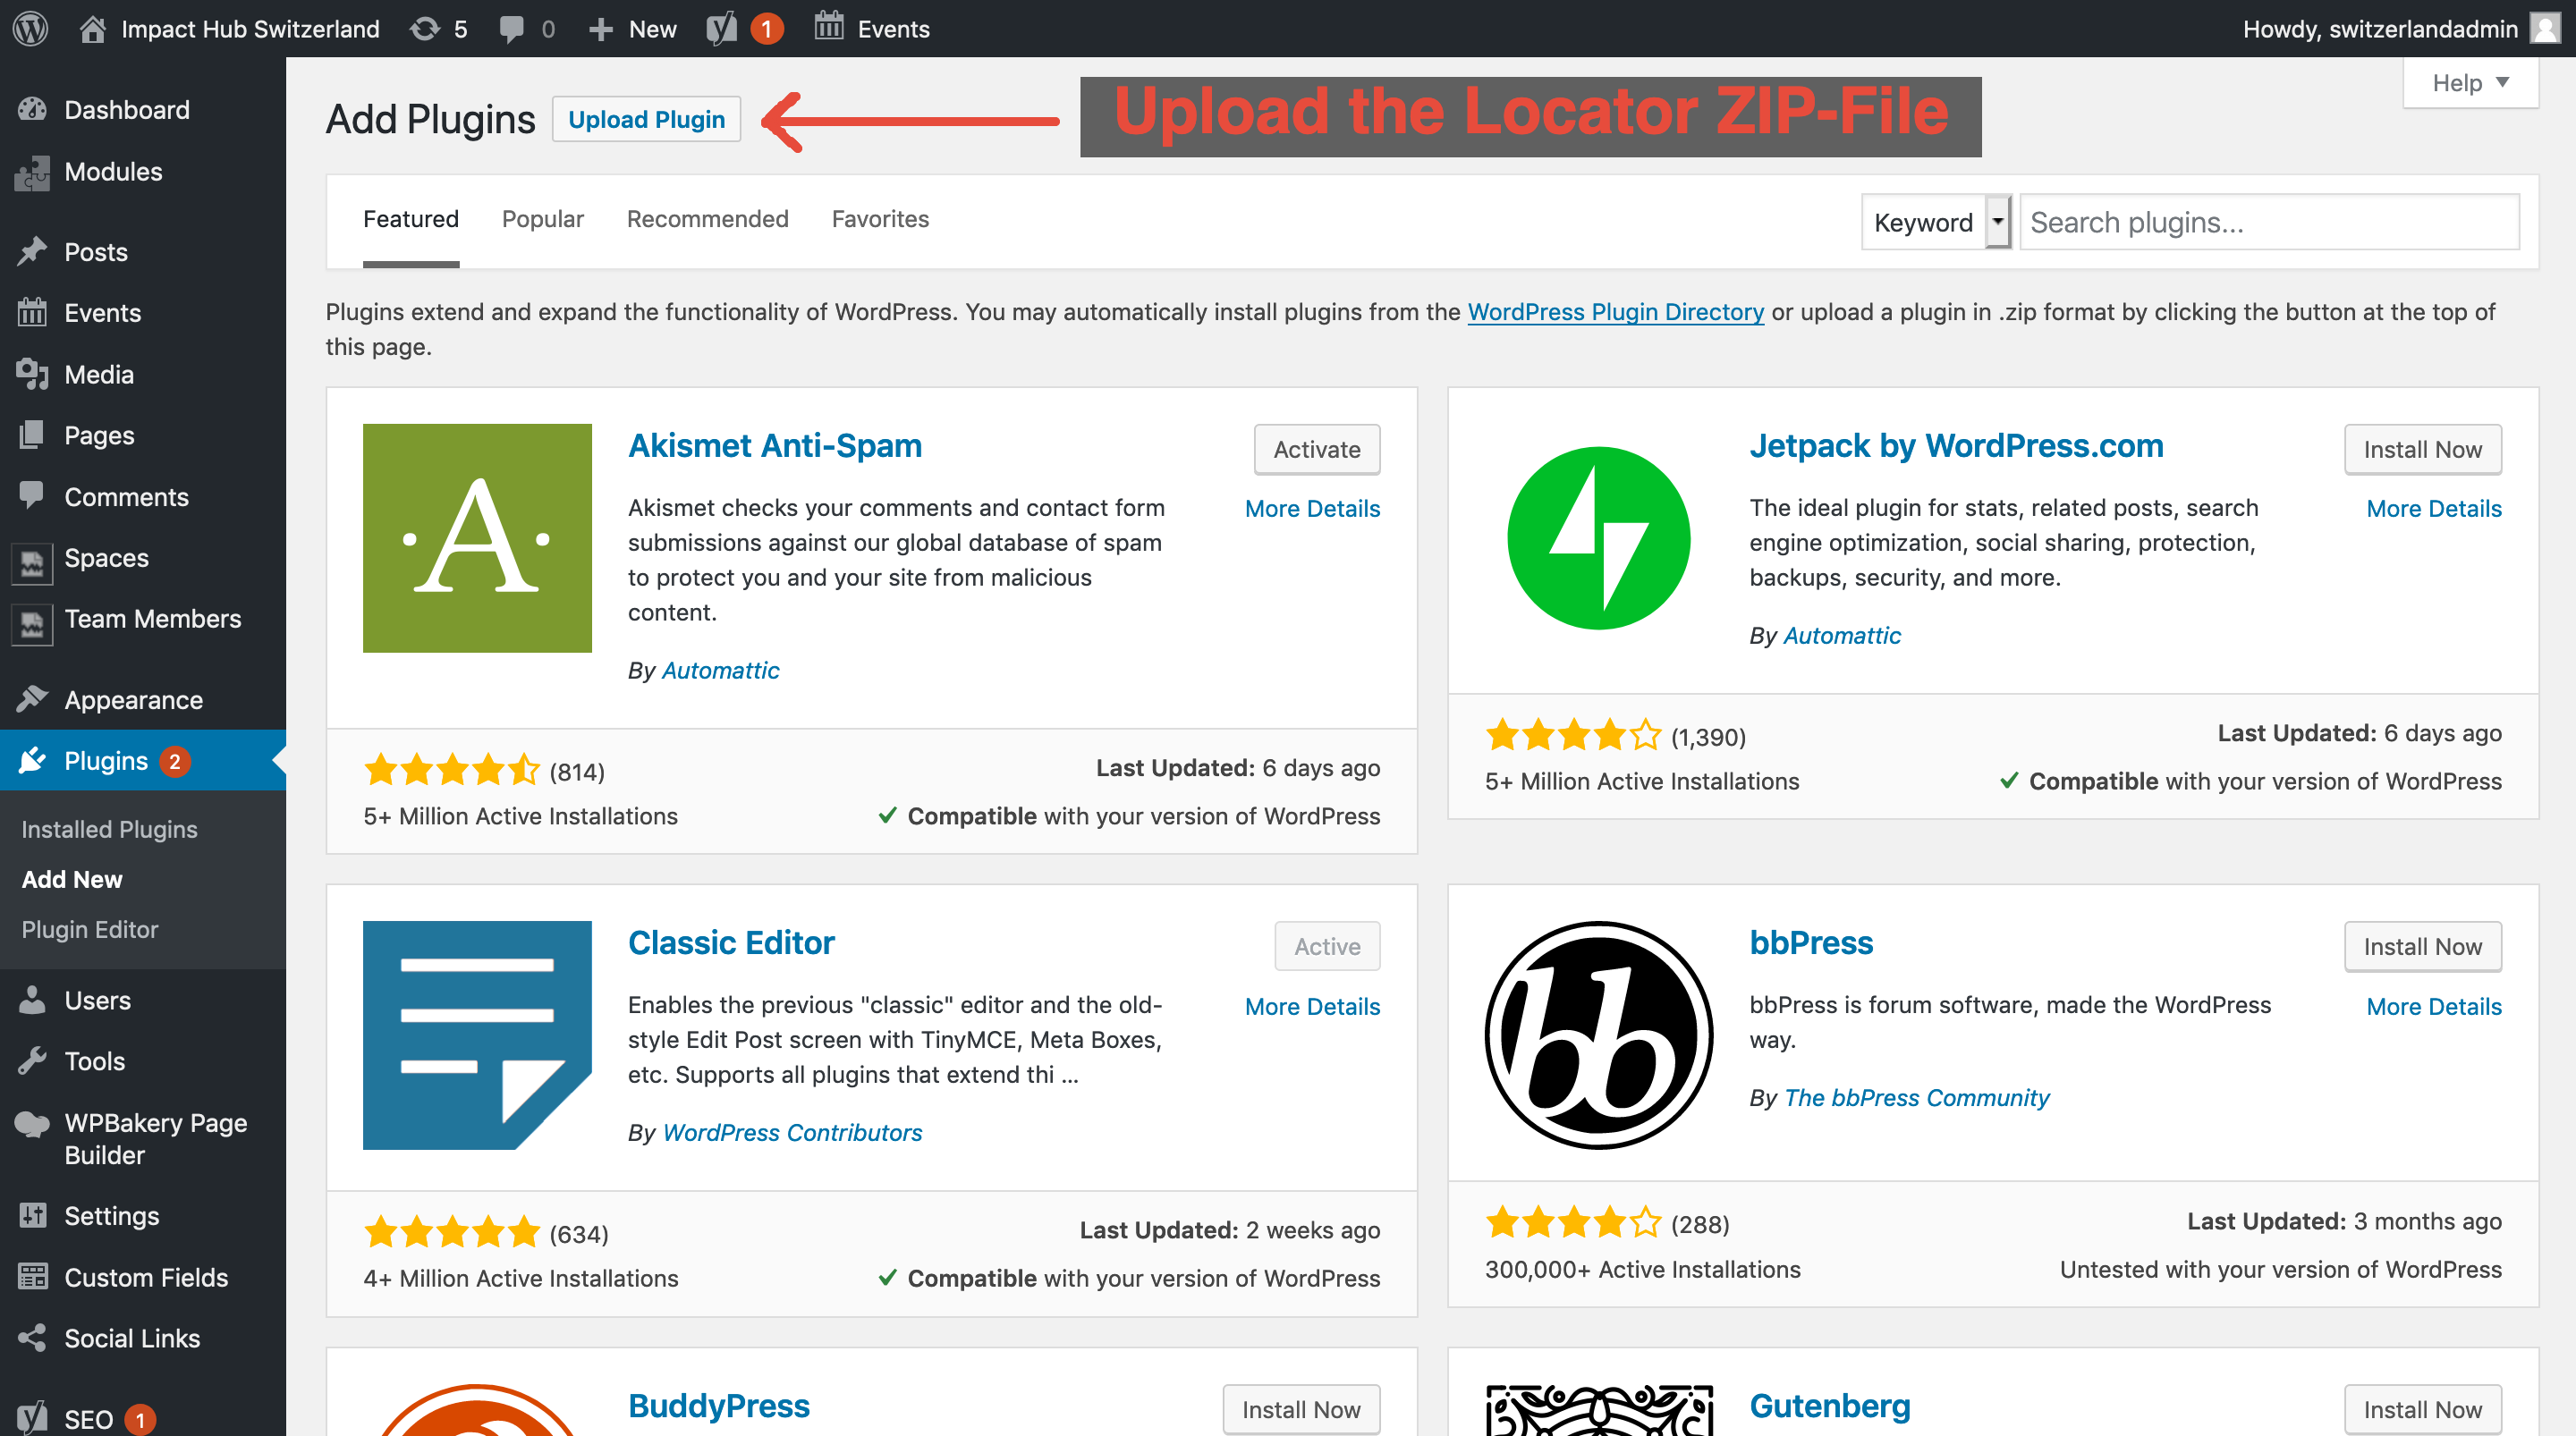 Impact Hub Switzerland 5 0 New 1 Events Howdy, switzerlandadmin
Help
Add Plugins Upload Plugin Upload the Locator ZIP-File
Featured Popular Recommended Favorites Keyword Search plugins...
Plugins extend and expand the functionality of WordPress. You may automatically install plugins from the WordPress Plugin Directory or upload a plugin in .zip format by clicking the button at the top of
this page.
Dashboard
Modules
Posts
Events
Media
Pages
Comments
Spaces
Team Members
Appearance
Plugins 2
Installed Plugins
Add New
Plugin Editor
Users
Tools
WPBakery Page
Builder
Settings
Custom Fields
Social Links
SEO 1
Akismet Anti-Spam
Activate
More Details
Akismet checks your comments and contact form
submissions against our global database of spam
to protect you and your site from malicious
content.
By Automattic
(814)
Last Updated: 6 days ago
5+ Million Active Installations
Compatible with your version of WordPress
Jetpack by WordPress.com
Install Now
More Details
The ideal plugin for stats, related posts, search
engine optimization, social sharing, protection,
backups, security, and more.
By Automattic
(1,390)
Last Updated: 6 days ago
5+ Million Active Installations
Compatible with your version of WordPress
Classic Editor
Active
More Details
Enables the previous "classic" editor and the old-
style Edit Post screen with TinyMCE, Meta Boxes,
etc. Supports all plugins that extend thi ...
By WordPress Contributors
(634)
Last Updated: 2 weeks ago
4+ Million Active Installations
Compatible with your version of WordPress
bb
bbPress
Install Now
More Details
bbPress is forum software, made the WordPress
way.
By The bbPress Community
(288)
Last Updated: 3 months ago
300,000+ Active Installations
Untested with your version of WordPress
BuddyPress
Install Now
Gutenberg
Install Now